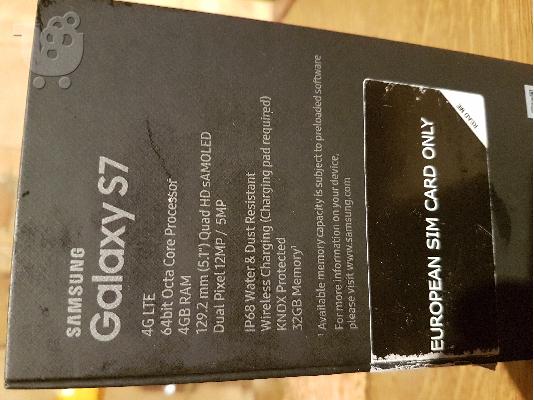 SAMSUNG
Galaxy S7
4G LTE
64bit Octa Core Processor
4GB RAM
129.2 mm (5.1") Quad HD sAMOLED
Dual Pixel 12MP / 5MP
IP68 Water & Dust Resistant
Wireless Charging (Charging pad required)
KNOX Protected
32GB Memory¹
¹ Available memory capacity is subject to preloaded software
For more information on your device,
please visit www.samsung.com
READ ME
EUROPEAN SIM CARD ONLY